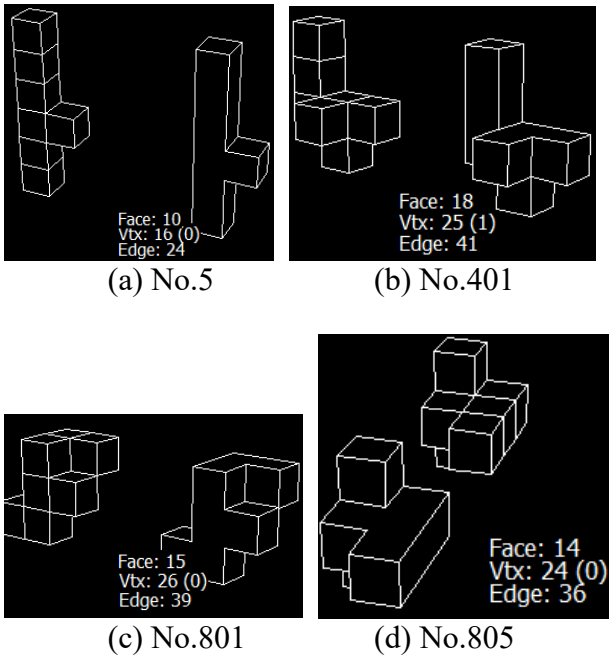 Face: 10
Vtx: 16 (0)
Edge: 24
(a) No.5
Face: 18
Vtx: 25 (1)
Edge: 41
(b) No.401
Face: 15
Vtx: 26 (0)
Edge: 39
(c) No.801
Face: 14
Vtx: 24 (0)
Edge: 36
(d) No.805